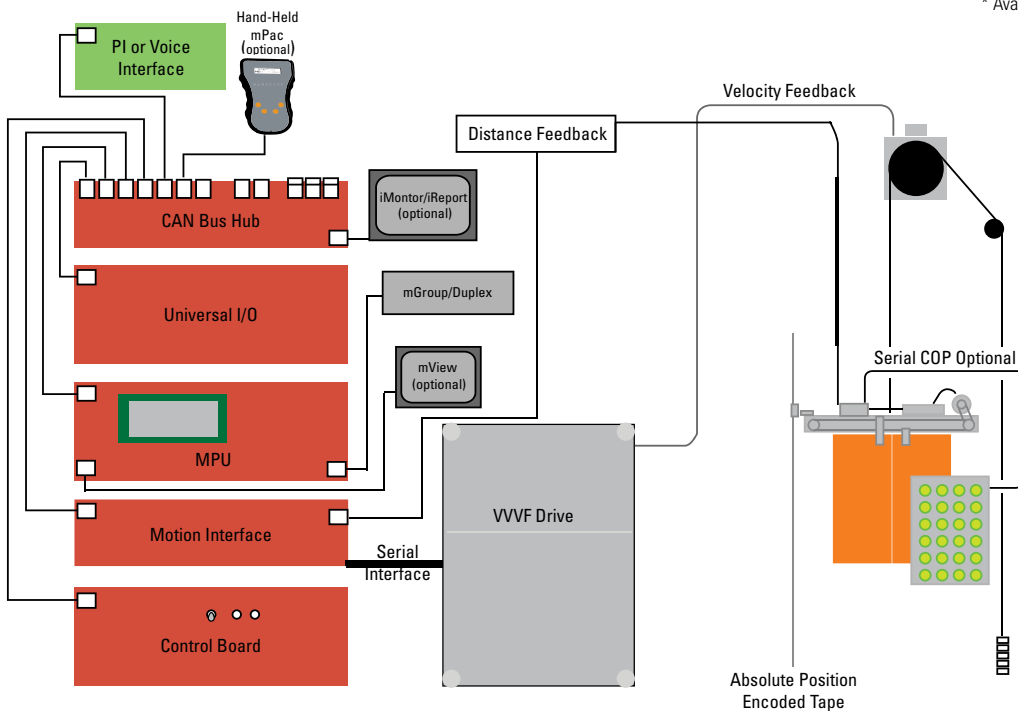 * Ava
Hand-Held
mPac
(optional)
PI or Voice
Interface
Velocity Feedback
Distance Feedback
iMontor/iReport
(optional)
CAN Bus Hub
mGroup/Duplex
Universal I/O
Serial COP Optional
mView
(optional)
MPU
VVVF Drive
Motion Interface
Serial
Interface
Control Board
Absolute Position
Encoded Tape